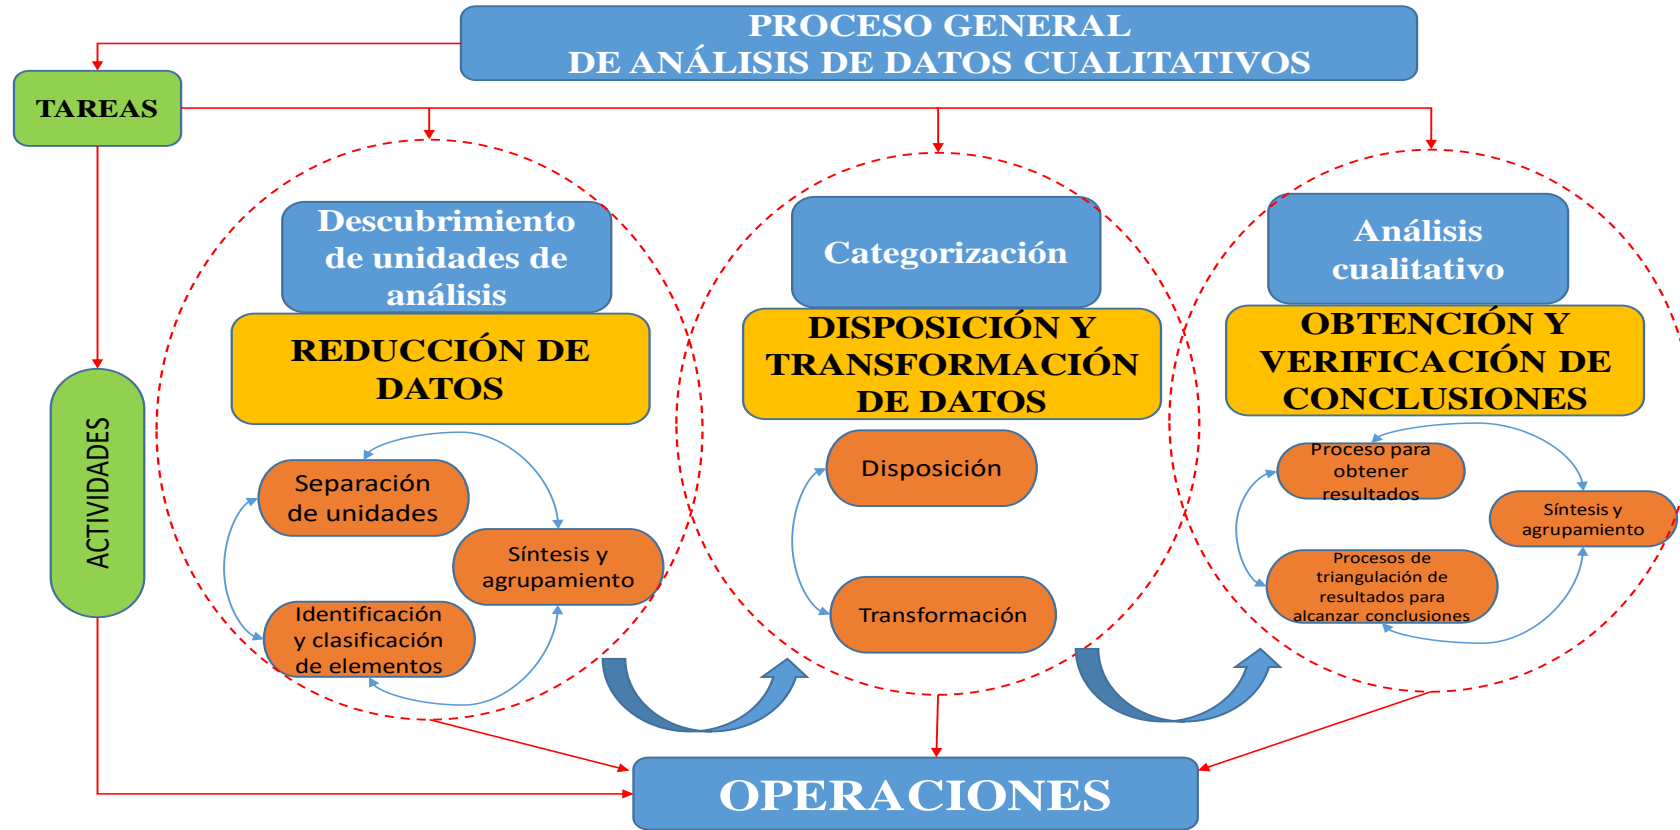 PROCESO GENERAL
DE ANÁLISIS DE DATOS CUALITATIVOS
TAREAS
Descubrimiento
de unidades de
análisis
REDUCCIÓN DE
DATOS
Separación
de unidades
Síntesis y
agrupamiento
Identificación
y clasificación
de elementos
Categorización
DISPOSICIÓN Y
TRANSFORMACIÓN
DE DATOS
Disposición
Transformación
Análisis
cualitativo
OBTENCIÓN Y
VERIFICACIÓN DE
CONCLUSIONES
Proceso para
obtener
resultados
Síntesis y
agrupamiento
Procesos de
triangulación de
resultados para
alcanzar conclusiones
ACTIVIDADES
OPERACIONES